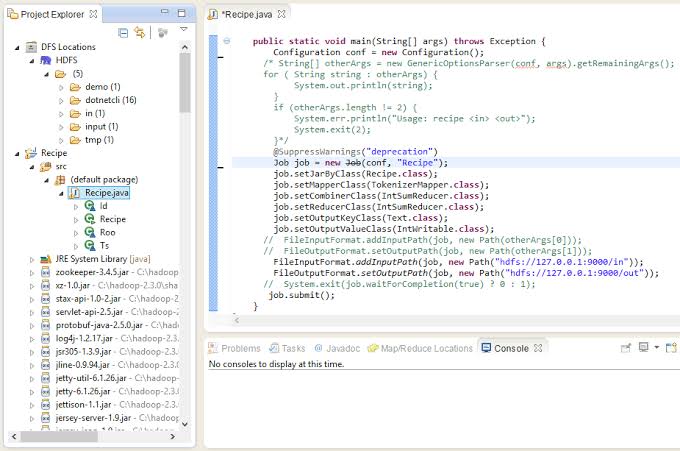 Project Explorer
DFS Locations
HDFS
(5)
demo (1)
dotnetcli (16)
in (1)
input (1)
tmp (1)
Recipe
src
(default package)
Recipe.java
Id
Recipe
Roo
Ts
JRE System Library [java]
zookeeper-3.4.5.jar - C:\hadoop
xz-1.0.jar - C:\hadoop-2.3.0\sha
stax-api-1.0-2.jar - C:\hadoop-
servlet-api-2.5.jar - C:\hadoop
protobuf-java-2.5.0.jar - C:\had
log4j-1.2.17.jar - C:\hadoop-2.
jsr305-1.3.9.jar - C:\hadoop-2.3
jline-0.9.94.jar - C:\hadoop-2.3
jetty-util-6.1.26.jar - C:\hadoo
jetty-6.1.26.jar - C:\hadoop-2.3
jettison-1.1.jar - C:\hadoop-2.3
jersey-server-1.9.jar - C:\hado
*Recipe.java
public static void main(String[] args) throws Exception {
Configuration conf = new Configuration();
/* String[] otherArgs = new GenericOptionsParser(conf, args).getRemainingArgs();
for ( String string : otherArgs) {
System.out.println(string);
}
if (otherArgs.length != 2) {
System.err.println("Usage: recipe <in> <out>");
System.exit(2);
}*/
@SuppressWarnings("deprecation")
Job job = new Job(conf, "Recipe");
job.setJarByClass(Recipe.class);
job.setMapperClass(TokenizerMapper.class);
job.setCombinerClass(IntSumReducer.class);
job.setReducerClass(IntSumReducer.class);
job.setOutputKeyClass(Text.class);
job.setOutputValueClass(IntWritable.class);
// FileInputFormat.addInputPath(job, new Path(otherArgs[0]));
// FileOutputFormat.setOutputPath(job, new Path(otherArgs[1]));
FileInputFormat.addInputPath(job, new Path("hdfs://127.0.0.1:9000/in"));
FileOutputFormat.setOutputPath(job, new Path("hdfs://127.0.0.1:9000/out"));
// System.exit(job.waitForCompletion(true) ? 0 : 1);
job.submit();
}
Problems Tasks @ Javadoc Map/Reduce Locations Console
No consoles to display at this time.